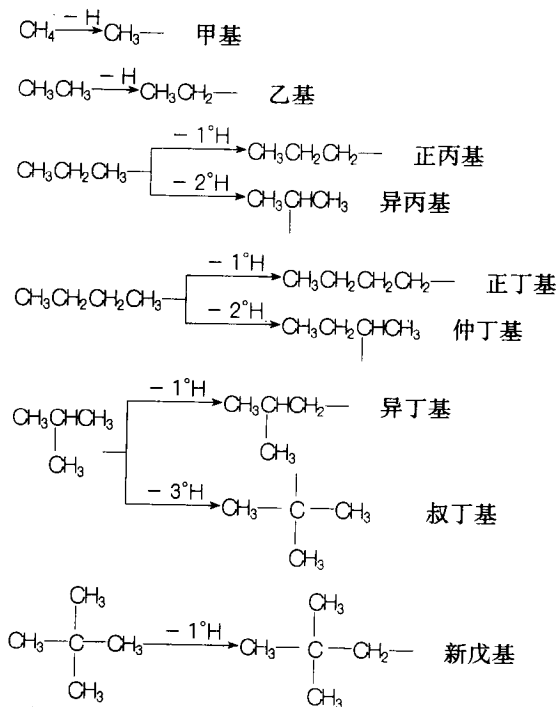 CH₄ − H → CH₃— 甲基
CH₃CH₃ − H → CH₃CH₂— 乙基
− 1°H → CH₃CH₂CH₂— 正丙基
CH₃CH₂CH₃
− 2°H → CH₃CHCH₃ 异丙基
− 1°H → CH₃CH₂CH₂CH₂— 正丁基
CH₃CH₂CH₂CH₃
− 2°H → CH₃CH₂CHCH₃ 仲丁基
− 1°H → CH₃CHCH₂— 异丁基
CH₃CHCH₃
CH₃
CH₃
− 3°H → CH₃—C—CH₃ 叔丁基
CH₃
CH₃ CH₃
CH₃—C—CH₃ − 1°H → CH₃—C—CH₂— 新戊基
CH₃ CH₃